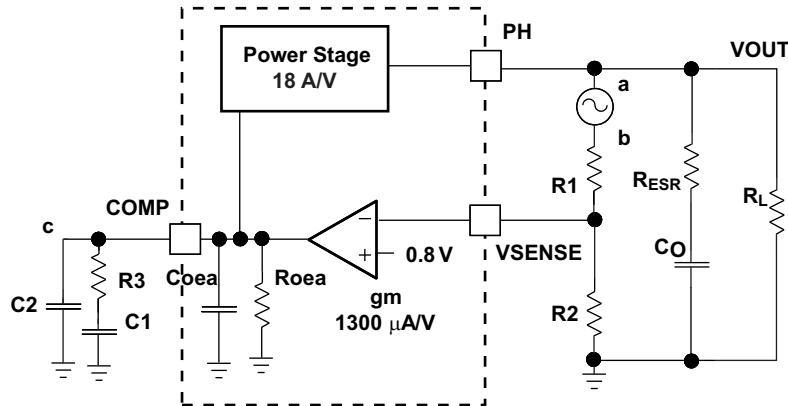 Power Stage
18 A/V
PH
VOUT
a
b
R1
RESR
RL
COMP
c
VSENSE
0.8 V
R3
Coea
Roea
CO
C2
C1
gm
1300 μA/V
R2